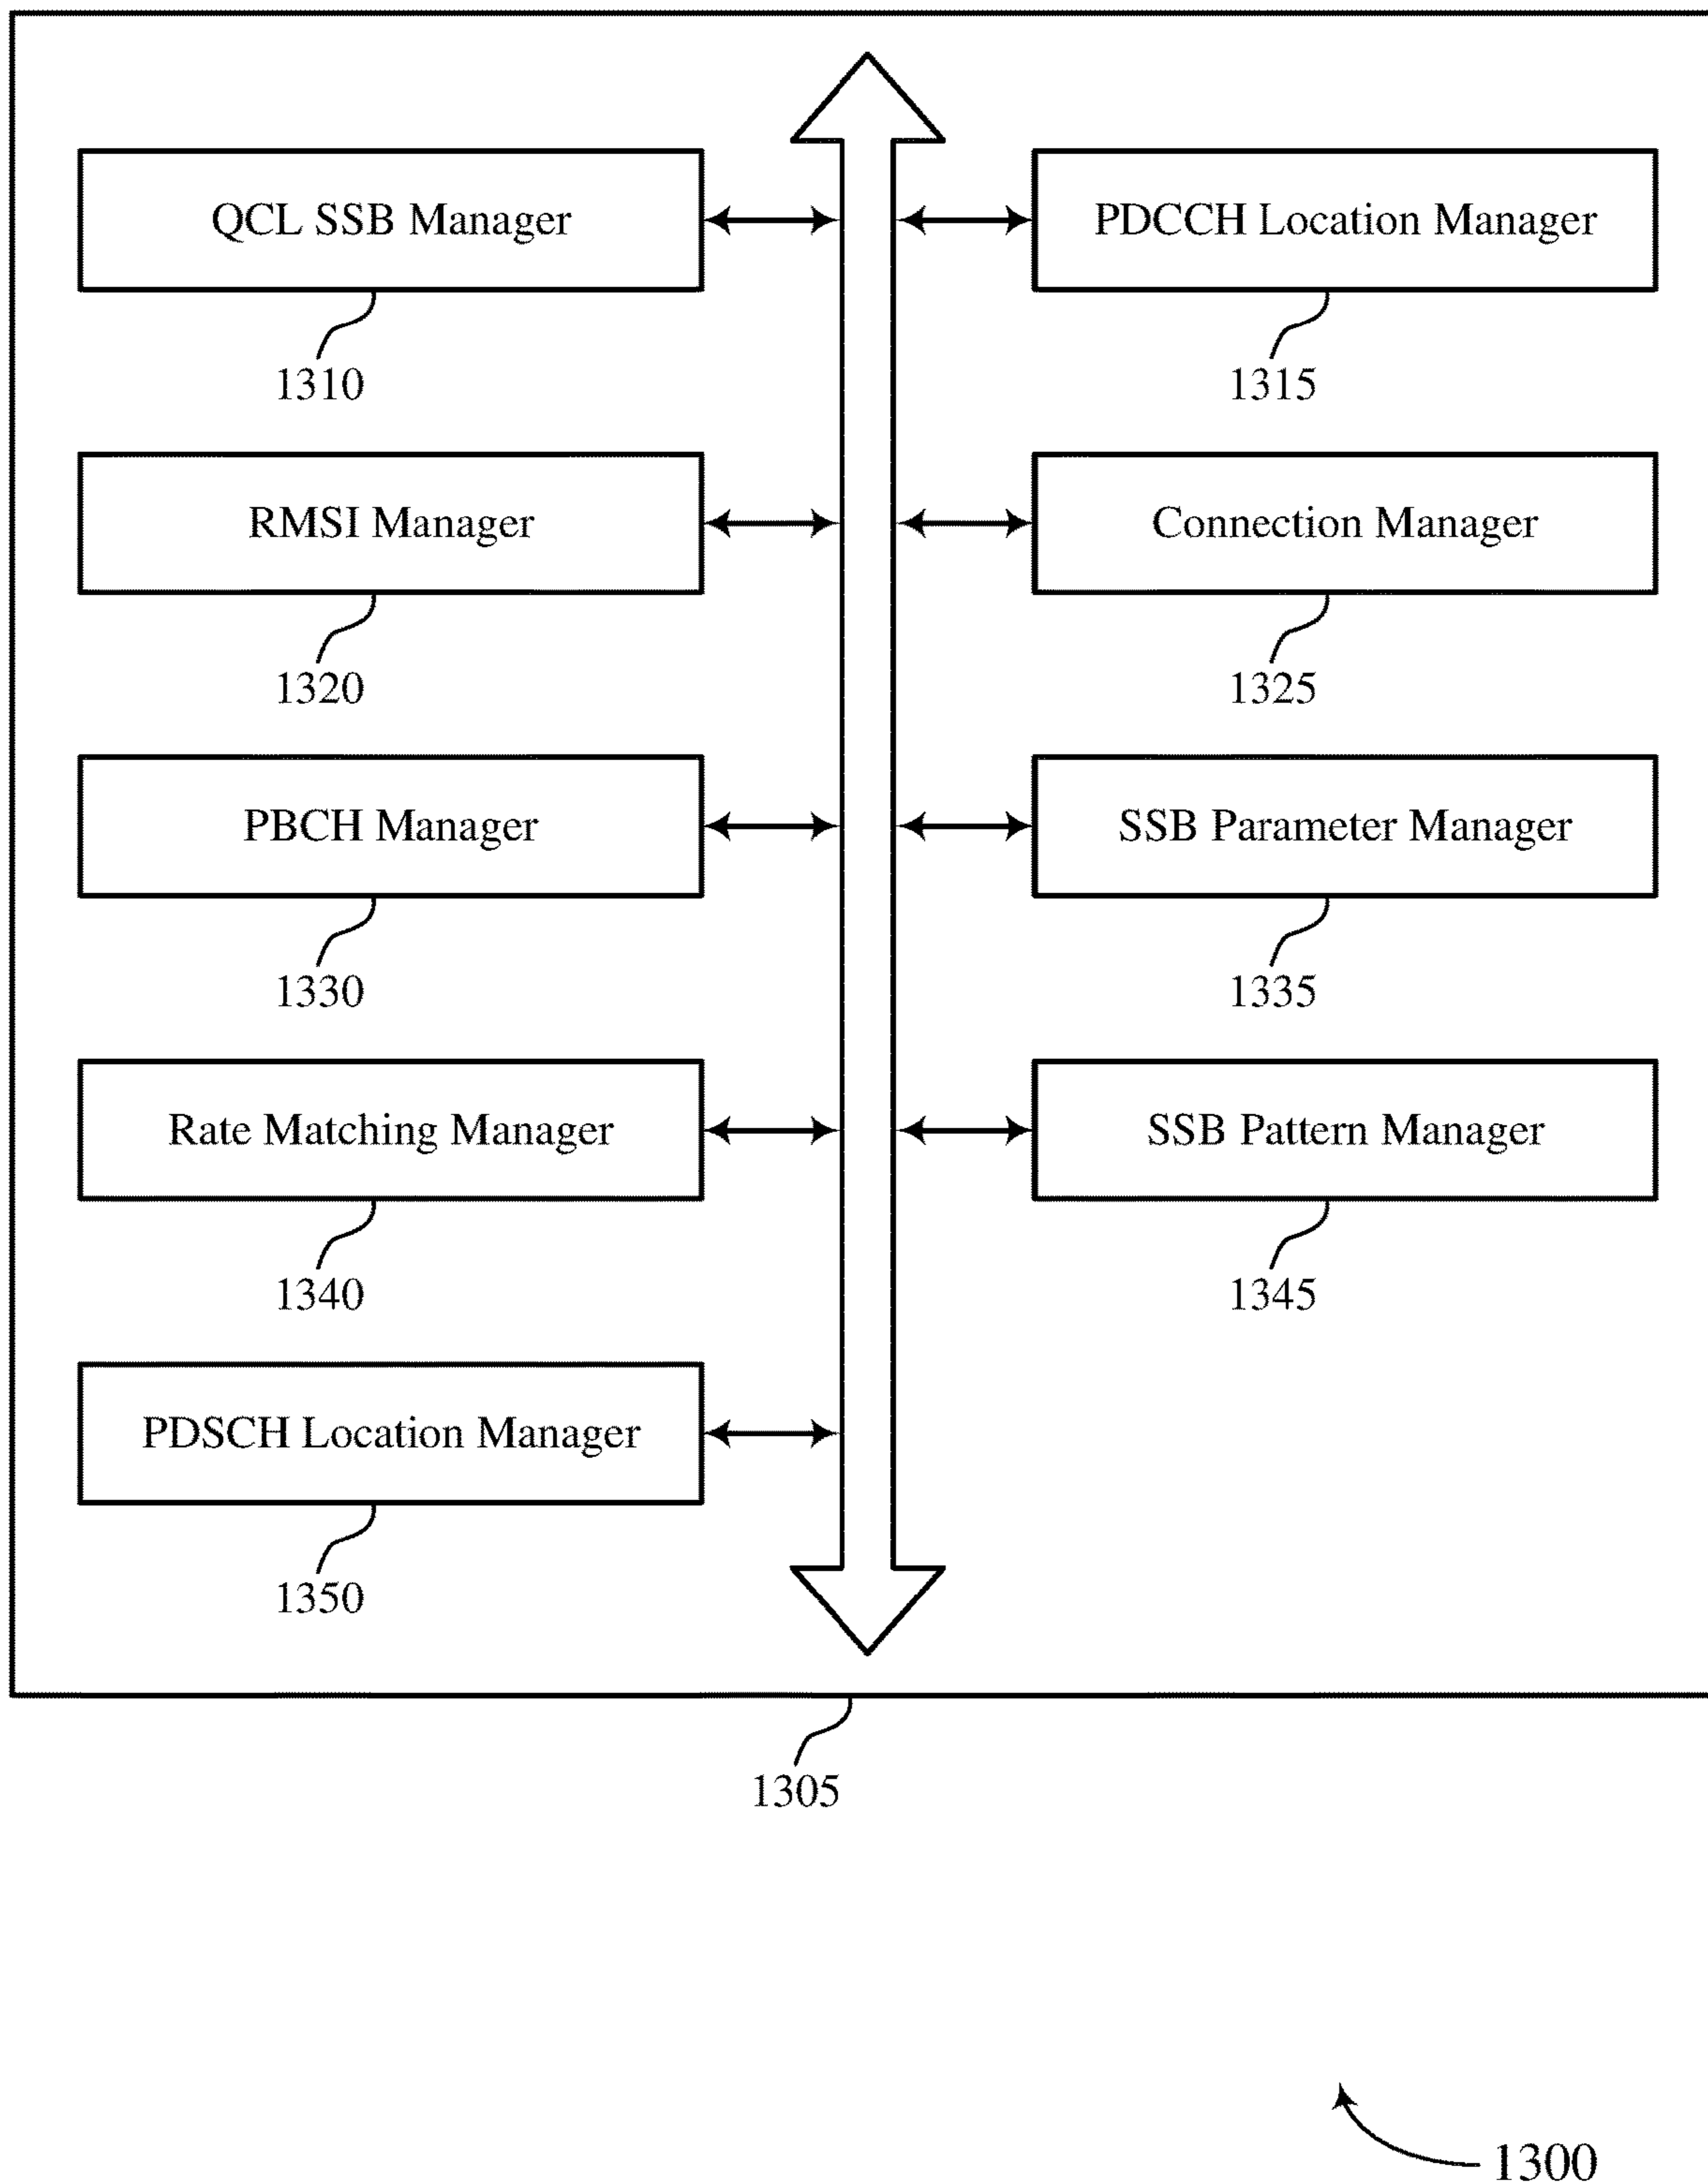 QCL SSB Manager
PDCCH Location Manager
1310
1315
RMSI Manager
Connection Manager
1320
1325
PBCH Manager
SSB Parameter Manager
1330
1335
Rate Matching Manager
SSB Pattern Manager
1340
1345
PDSCH Location Manager
1350
1305
1300